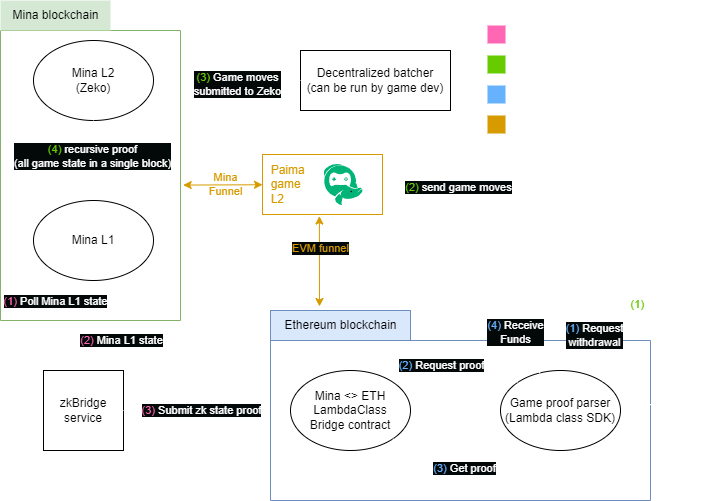 Mina blockchain
Mina L2
(Zeko)
(3) Game moves
submitted to Zeko
Decentralized batcher
(can be run by game dev)
(4) recursive proof
(all game state in a single block)
Mina
Funnel
Paima
game
L2
(2) send game moves
Mina L1
EVM funnel
(1) Poll Mina L1 state
(1)
Ethereum blockchain
(4) Receive
Funds
(1) Request
withdrawal
(2) Mina L1 state
(2) Request proof
zkBridge
service
(3) Submit zk state proof
Mina <> ETH
LambdaClass
Bridge contract
Game proof parser
(Lambda class SDK)
(3) Get proof